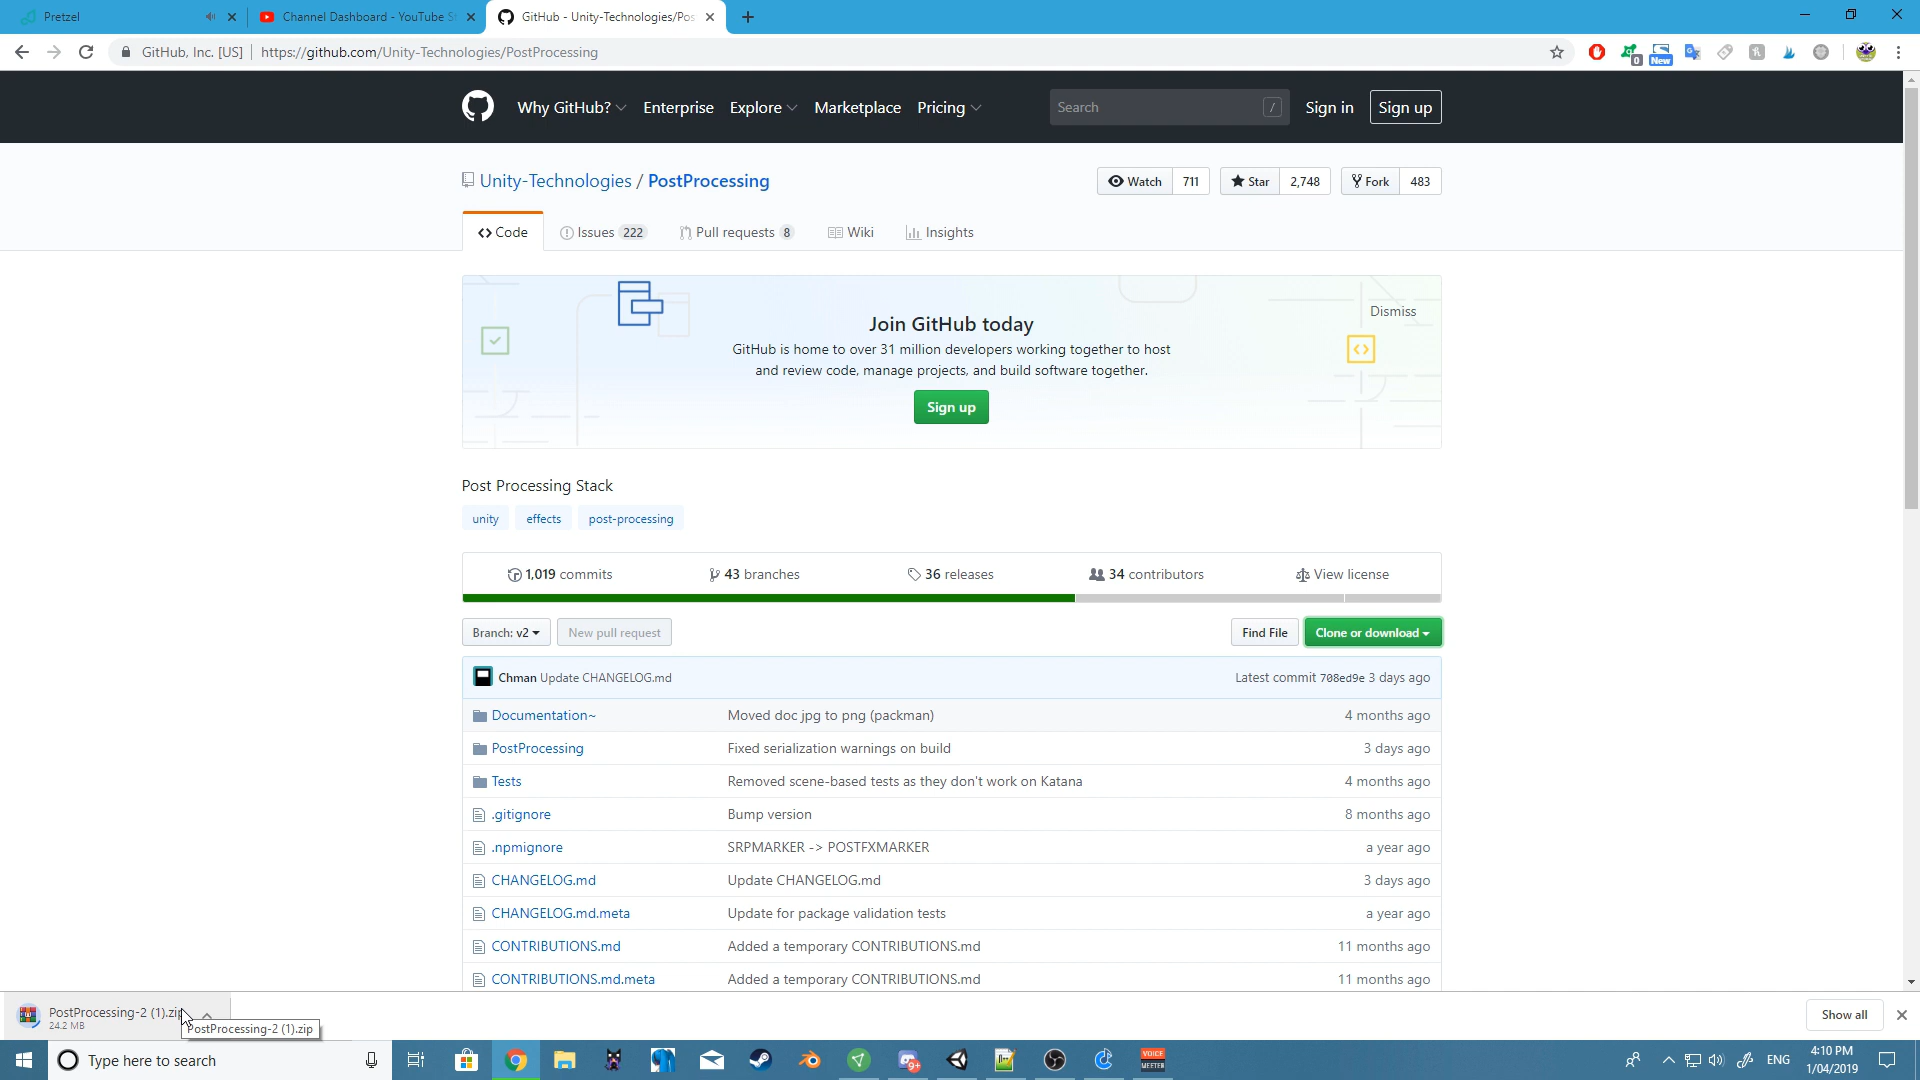 Pretzel
Channel Dashboard - YouTube S
GitHub - Unity-Technologies/Pos
GitHub, Inc. [US]
https://github.com/Unity-Technologies/PostProcessing
0
New
Why GitHub?
Enterprise
Explore
Marketplace
Pricing
Search
/
Sign in
Sign up
Unity-Technologies / PostProcessing
Watch 711
Star 2,748
Fork 483
Code
Issues 222
Pull requests 8
Wiki
Insights
Dismiss
Join GitHub today
GitHub is home to over 31 million developers working together to host
and review code, manage projects, and build software together.
Sign up
Post Processing Stack
unity
effects
post-processing
1,019 commits
43 branches
36 releases
34 contributors
View license
Branch: v2
New pull request
Find File
Clone or download
Chman Update CHANGELOG.md
Latest commit 708ed9e 3 days ago
Documentation~ Moved doc jpg to png (packman) 4 months ago
PostProcessing Fixed serialization warnings on build 3 days ago
Tests Removed scene-based tests as they don't work on Katana 4 months ago
.gitignore Bump version 8 months ago
.npmignore SRPMARKER -> POSTFXMARKER a year ago
CHANGELOG.md Update CHANGELOG.md 3 days ago
CHANGELOG.md.meta Update for package validation tests a year ago
CONTRIBUTIONS.md Added a temporary CONTRIBUTIONS.md 11 months ago
CONTRIBUTIONS.md.meta Added a temporary CONTRIBUTIONS.md 11 months ago
PostProcessing-2 (1).zip
24.2 MB
PostProcessing-2 (1).zip
Show all
Type here to search
9+
VOICE
MEETER
ENG
4:10 PM
1/04/2019